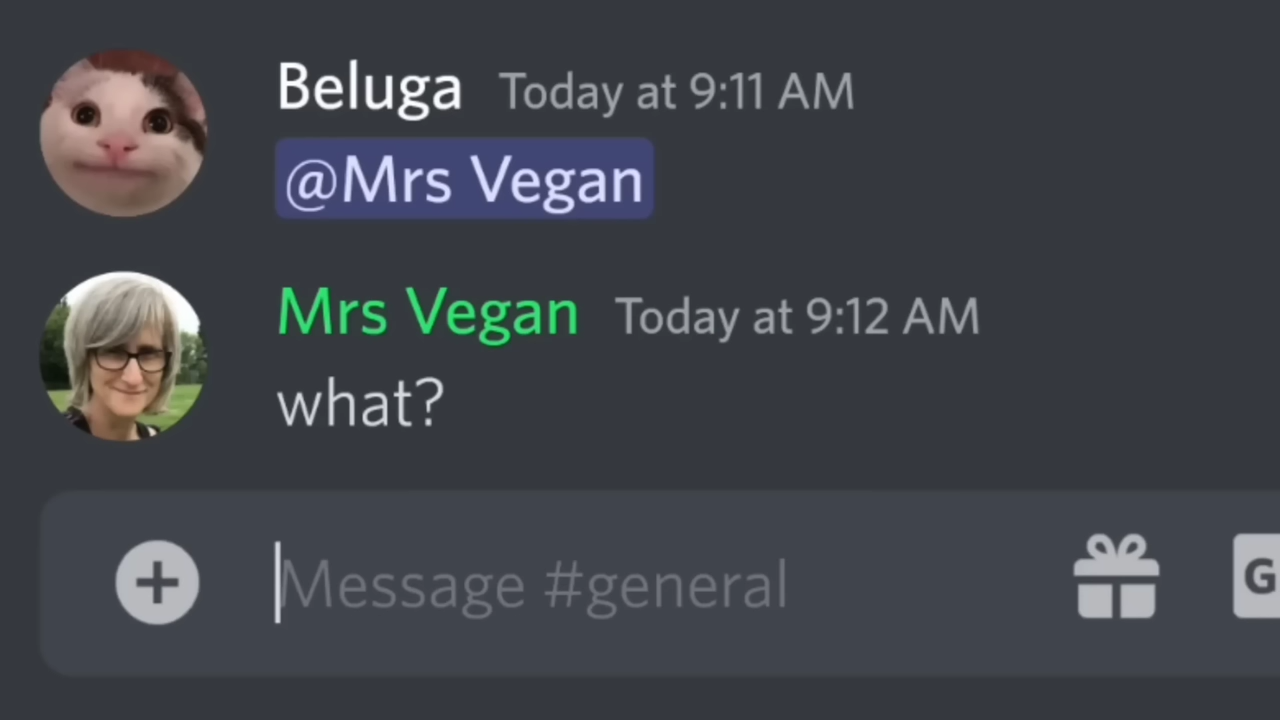 Beluga Today at 9:11 AM
@Mrs Vegan
Mrs Vegan Today at 9:12 AM
what?
Message #general
G